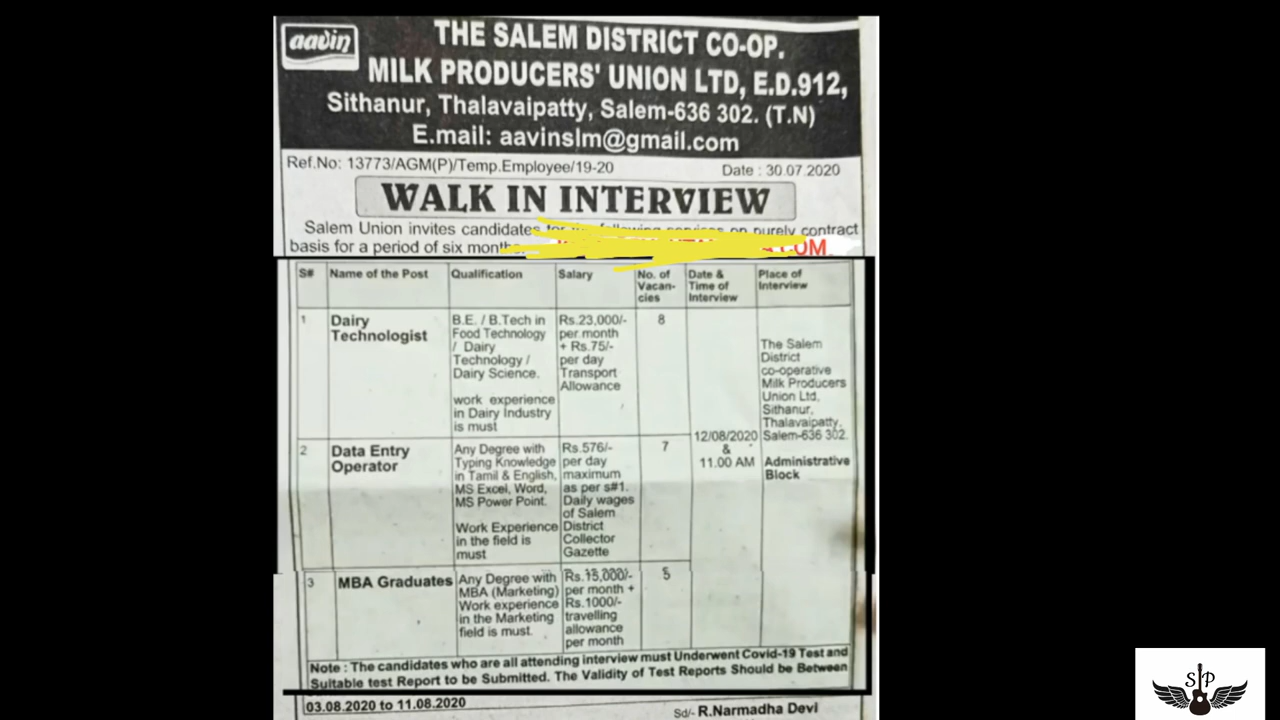 aavin
THE SALEM DISTRICT CO-OP.
MILK PRODUCERS' UNION LTD, E.D.912,
Sithanur, Thalavaipatty, Salem-636 302. (T.N)
E.mail: aavinslm@gmail.com
Ref.No: 13773/AGM(P)/Temp.Employee/19-20
Date : 30.07.2020
WALK IN INTERVIEW
Salem Union invites candidates for on purely contract
basis for a period of six
COM
S#
Name of the Post
Qualification
Salary
No. of
Vacan-
cies
Date &
Time of
Interview
Place of
Interview
1
Dairy
Technologist
B.E. / B.Tech in
Food Technology
/ Dairy
Technology /
Dairy Science.
work experience
in Dairy Industry
is must
Rs.23,000/-
per month
+ Rs.75/-
per day
Transport
Allowance
8
2
Data Entry
Operator
Any Degree with
Typing Knowledge
in Tamil & English,
MS Excel, Word,
MS Power Point.
Work Experience
in the field is
must
Rs.576/-
per day
maximum
as per s#1.
Daily wages
of Salem
District
Collector
Gazette
7
3
MBA Graduates
Any Degree with
MBA (Marketing)
Work experience
in the Marketing
field is must.
Rs.15,000/-
per month +
Rs.1000/-
travelling
allowance
per month
5
12/08/2020
&
11.00 AM
The Salem
District
co-operative
Milk Producers
Union Ltd,
Sithanur,
Thalavaipatty,
Salem-636 302.
Administrative
Block
Note : The candidates who are all attending interview must Underwent Covid-19 Test and
Suitable test Report to be Submitted. The Validity of Test Reports Should be Between
03.08.2020 to 11.08.2020
Sd/- R.Narmadha Devi
SP